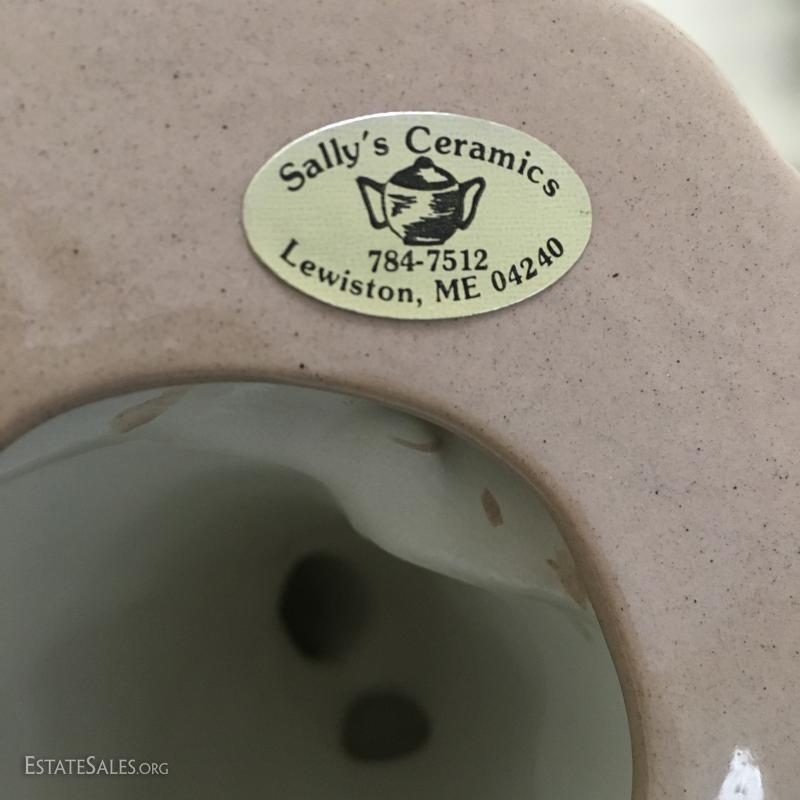 Sally's Ceramics
784-7512
Lewiston, ME 04240
EstateSales.org